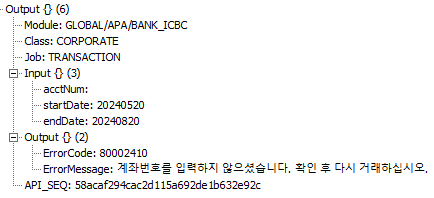 Output {} (6)
Module: GLOBAL/APA/BANK_ICBC
Class: CORPORATE
Job: TRANSACTION
Input {} (3)
acctNum:
startDate: 20240520
endDate: 20240820
Output {} (2)
ErrorCode: 80002410
ErrorMessage: 계좌번호를 입력하지 않으셨습니다. 확인 후 다시 거래하십시오.
API_SEQ: 58acaf294cac2d115a692de1b632e92c